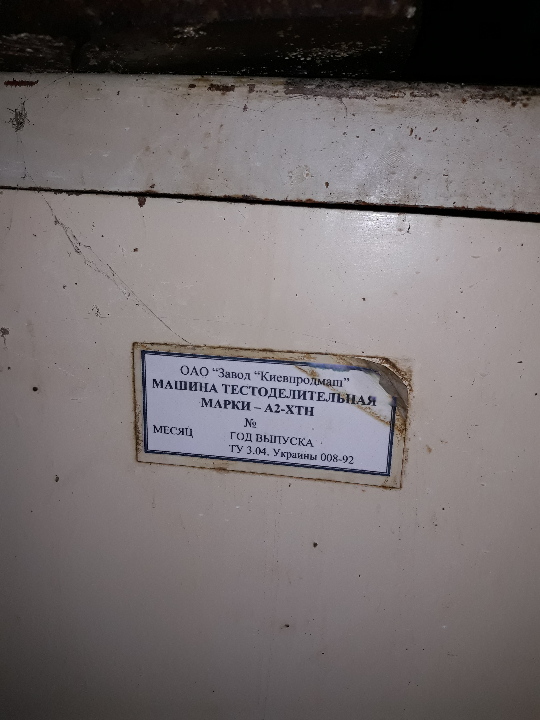 ОАО "Завод "Киевпродмаш"
МАШИНА ТЕСТОДЕЛИТЕЛЬНАЯ
МАРКИ – А2-ХТН
№
МЕСЯЦ ГОД ВЫПУСКА
ТУ 3.04. Украины 008-92